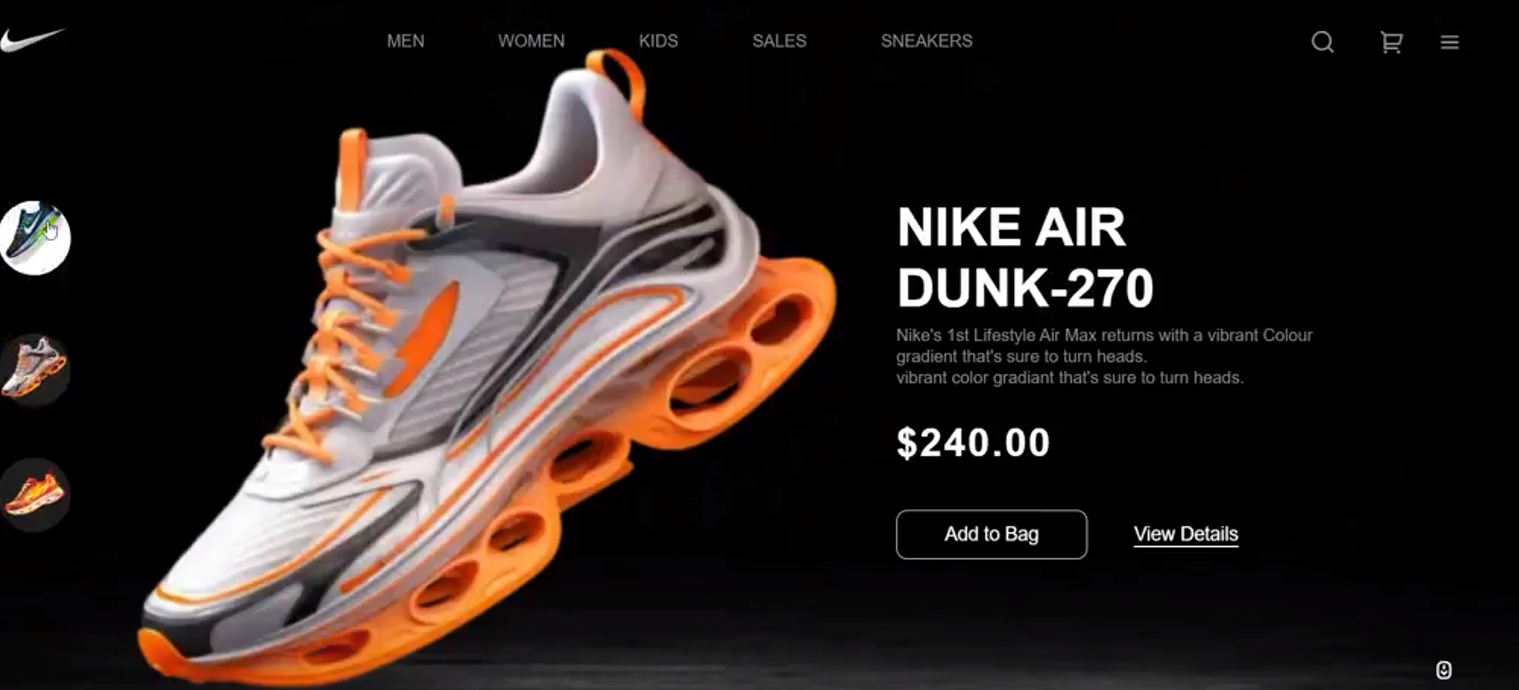 MEN WOMEN KIDS SALES SNEAKERS
NIKE AIR
DUNK-270
Nike's 1st Lifestyle Air Max returns with a vibrant Colour
gradient that's sure to turn heads.
vibrant color gradiant that's sure to turn heads.
$240.00
Add to Bag View Details